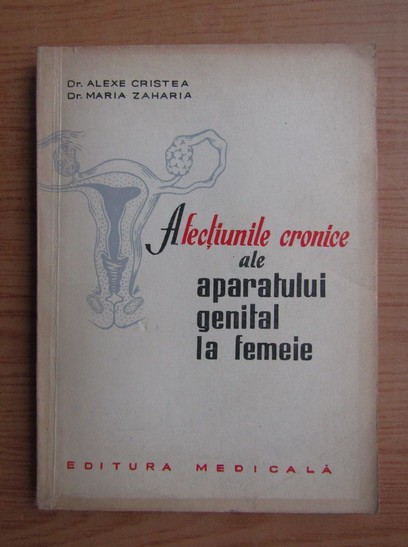 Dr. ALEXE CRISTEA
Dr. MARIA ZAHARIA
Afecțiunile cronice
ale
aparatului
genital
la femeie
EDITURA MEDICALĂ